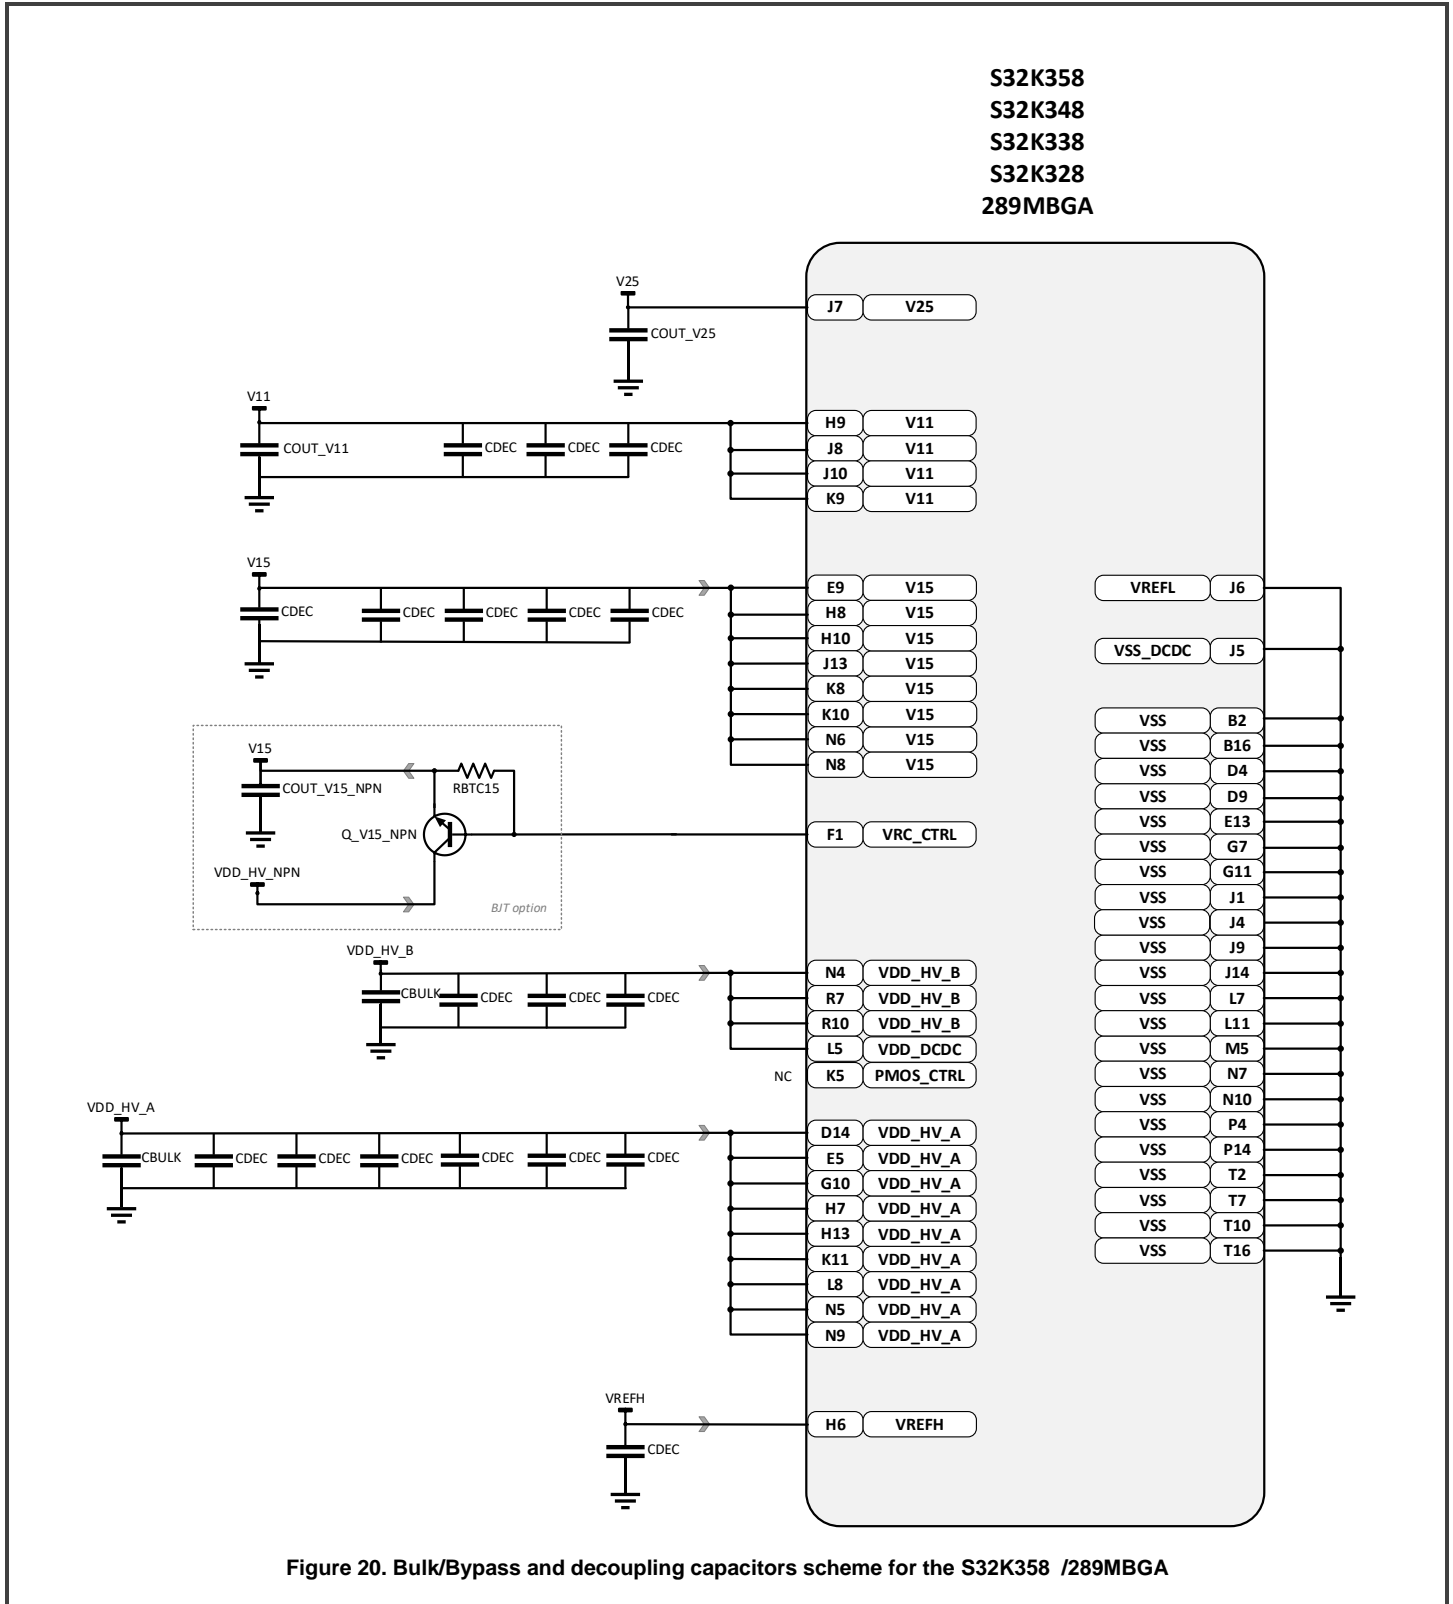 S32K358
S32K348
S32K338
S32K328
289MBGA
V25
COUT_V25
J7 V25
V11
COUT_V11 CDEC CDEC CDEC
H9 V11
J8 V11
J10 V11
K9 V11
V15
CDEC CDEC CDEC CDEC CDEC
E9 V15
H8 V15
H10 V15
J13 V15
K8 V15
K10 V15
N6 V15
N8 V15
V15
COUT_V15_NPN
RBTC15
Q_V15_NPN
VDD_HV_NPN
BJT option
F1 VRC_CTRL
VDD_HV_B
CBULK CDEC CDEC CDEC
N4 VDD_HV_B
R7 VDD_HV_B
R10 VDD_HV_B
L5 VDD_DCDC
NC K5 PMOS_CTRL
VDD_HV_A
CBULK CDEC CDEC CDEC CDEC CDEC CDEC
D14 VDD_HV_A
E5 VDD_HV_A
G10 VDD_HV_A
H7 VDD_HV_A
H13 VDD_HV_A
K11 VDD_HV_A
L8 VDD_HV_A
N5 VDD_HV_A
N9 VDD_HV_A
VREFH
CDEC
H6 VREFH
VREFL J6
VSS_DCDC J5
VSS B2
VSS B16
VSS D4
VSS D9
VSS E13
VSS G7
VSS G11
VSS J1
VSS J4
VSS J9
VSS J14
VSS L7
VSS L11
VSS M5
VSS N7
VSS N10
VSS P4
VSS P14
VSS T2
VSS T7
VSS T10
VSS T16
Figure 20. Bulk/Bypass and decoupling capacitors scheme for the S32K358 /289MBGA